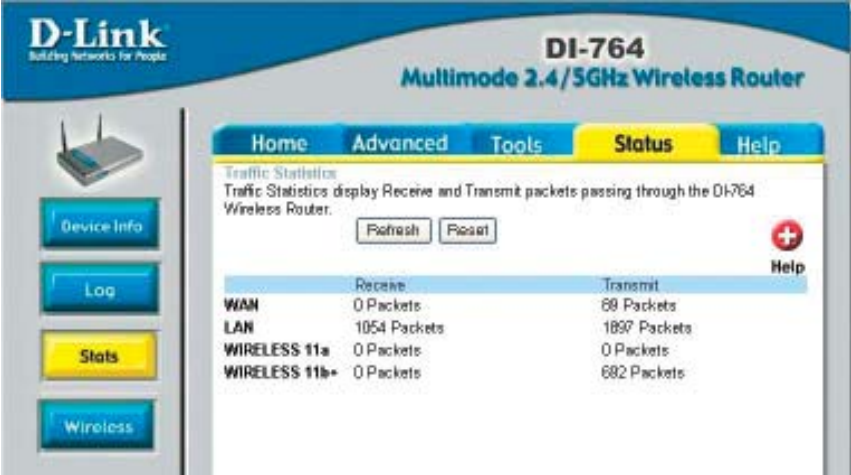 D-Link
Building Networks for People
DI-764
Multimode 2.4/5GHz Wireless Router
Home Advanced Tools Status Help
Traffic Statistics
Traffic Statistics display Receive and Transmit packets passing through the DI-764
Wireless Router.
Refresh Reset
Help
Device Info
Log
Stats
Wireless
Receive Transmit
WAN 0 Packets 89 Packets
LAN 1054 Packets 1897 Packets
WIRELESS 11a 0 Packets 0 Packets
WIRELESS 11b+ 0 Packets 682 Packets